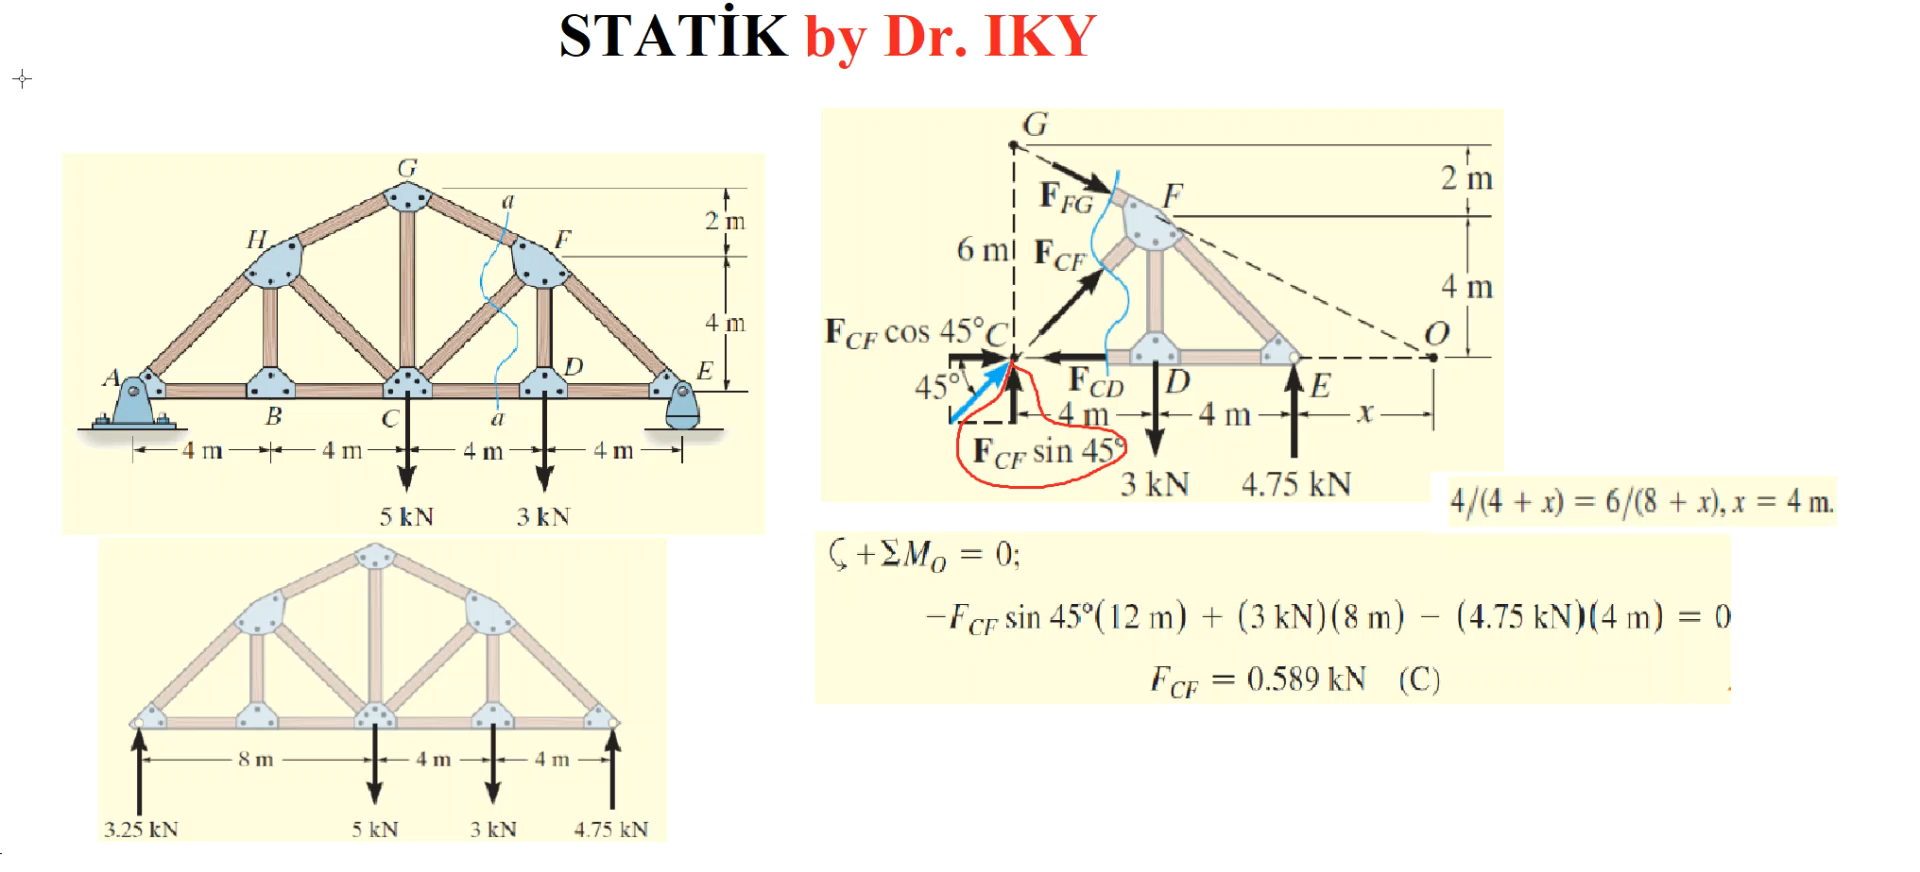 STATİK by Dr. IKY
G
a
2 m
H
F
4 m
A
D
E
B
C
a
4 m
4 m
4 m
4 m
5 kN
3 kN
8 m
4 m
4 m
3.25 kN
5 kN
3 kN
4.75 kN
G
2 m
F_FG
F
6 m
F_CF
4 m
F_CF cos 45°
C
O
45°
F_CD
D
E
4 m
4 m
x
F_CF sin 45°
3 kN
4.75 kN
4/(4 + x) = 6/(8 + x), x = 4 m.
↺+ΣM_O = 0;
−F_CF sin 45°(12 m) + (3 kN)(8 m) − (4.75 kN)(4 m) = 0
F_CF = 0.589 kN (C)